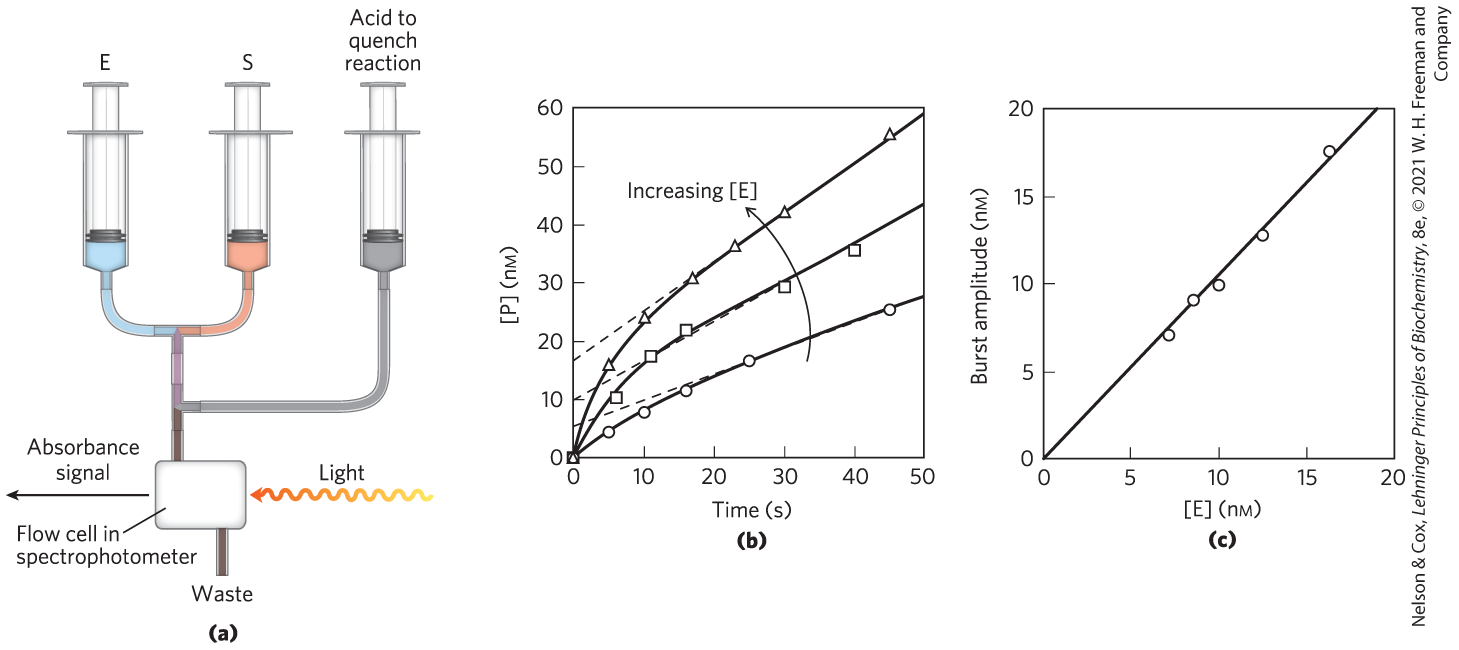 E
S
Acid to
quench
reaction
Absorbance
signal
Light
Flow cell in
spectrophotometer
Waste
(a)
60
50
40
30
20
10
0
0 10 20 30 40 50
[P] (nM)
Increasing [E]
Time (s)
(b)
20
15
10
5
0
0 5 10 15 20
Burst amplitude (nM)
[E] (nM)
(c)
Nelson & Cox, Lehninger Principles of Biochemistry, 8e, © 2021 W. H. Freeman and
Company